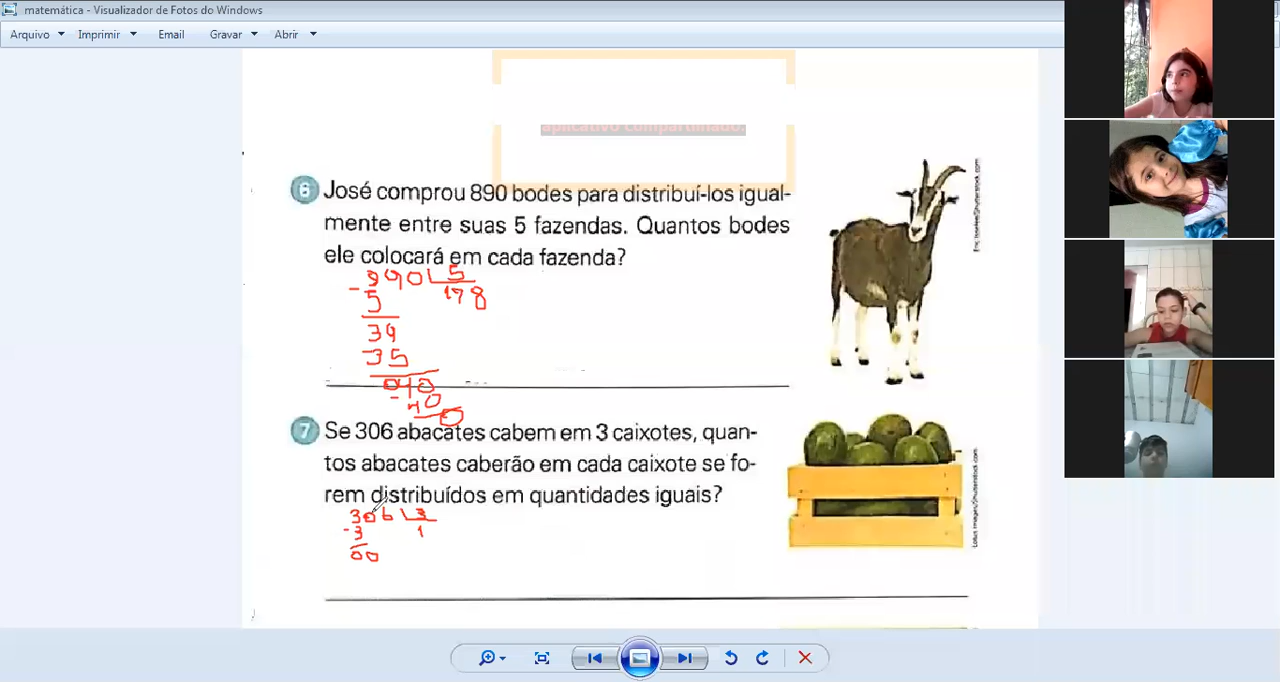 matemática - Visualizador de Fotos do Windows
Arquivo Imprimir Email Gravar Abrir
aplicativo compartilhado.
6 José comprou 890 bodes para distribuí-los igual-
mente entre suas 5 fazendas. Quantos bodes
ele colocará em cada fazenda?
890 5
- 5 178
39
-35
040
- 40
0
7 Se 306 abacates cabem em 3 caixotes, quan-
tos abacates caberão em cada caixote se fo-
rem distribuídos em quantidades iguais?
306 3
-3 1
00